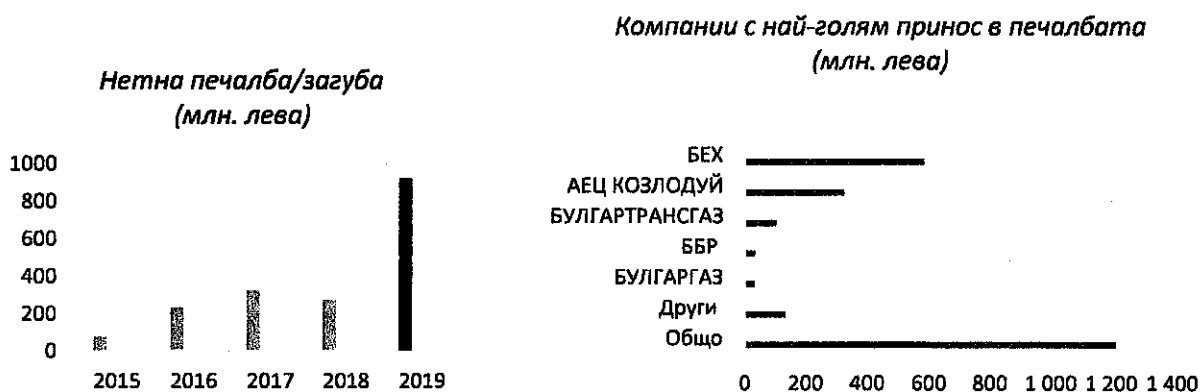 Нетна печалба/загуба
(млн. лева)
1000
800
600
400
200
0
2015 2016 2017 2018 2019
Компании с най-голям принос в печалбата
(млн. лева)
БЕХ
АЕЦ КОЗЛОДУЙ
БУЛГАРТРАНСГАЗ
ББР
БУЛГАРГАЗ
Други
Общо
0 200 400 600 800 1 000 1 200 1 400